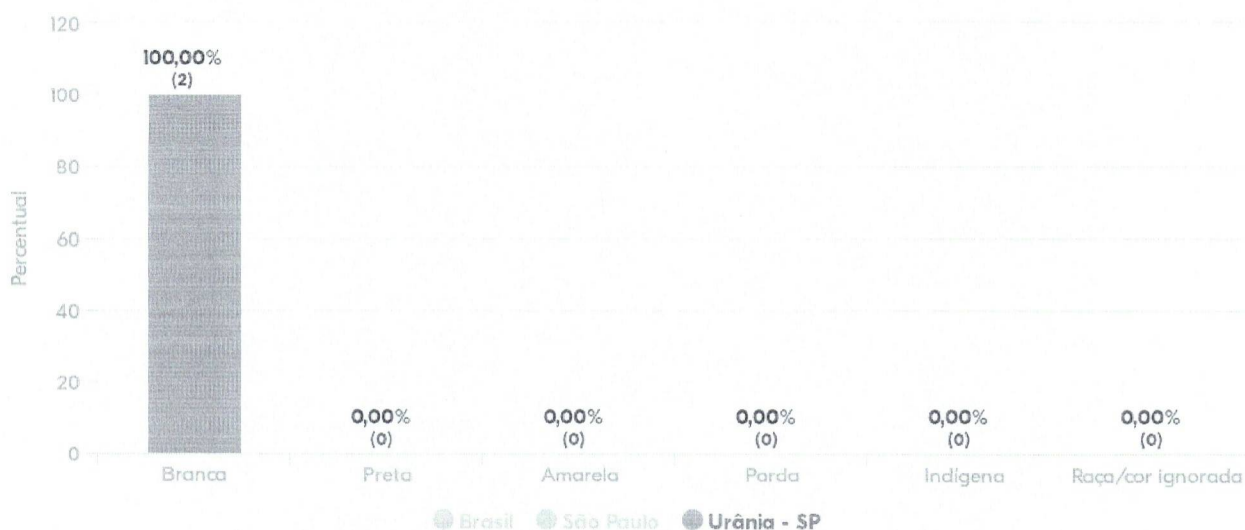 120
100,00%
(2)
100
80
Percentual
60
40
20
0,00% 0,00% 0,00% 0,00% 0,00%
(0) (0) (0) (0) (0)
0
Branca Preta Amarela Parda Indígena Raça/cor ignorada
Brasil São Paulo Urânia - SP